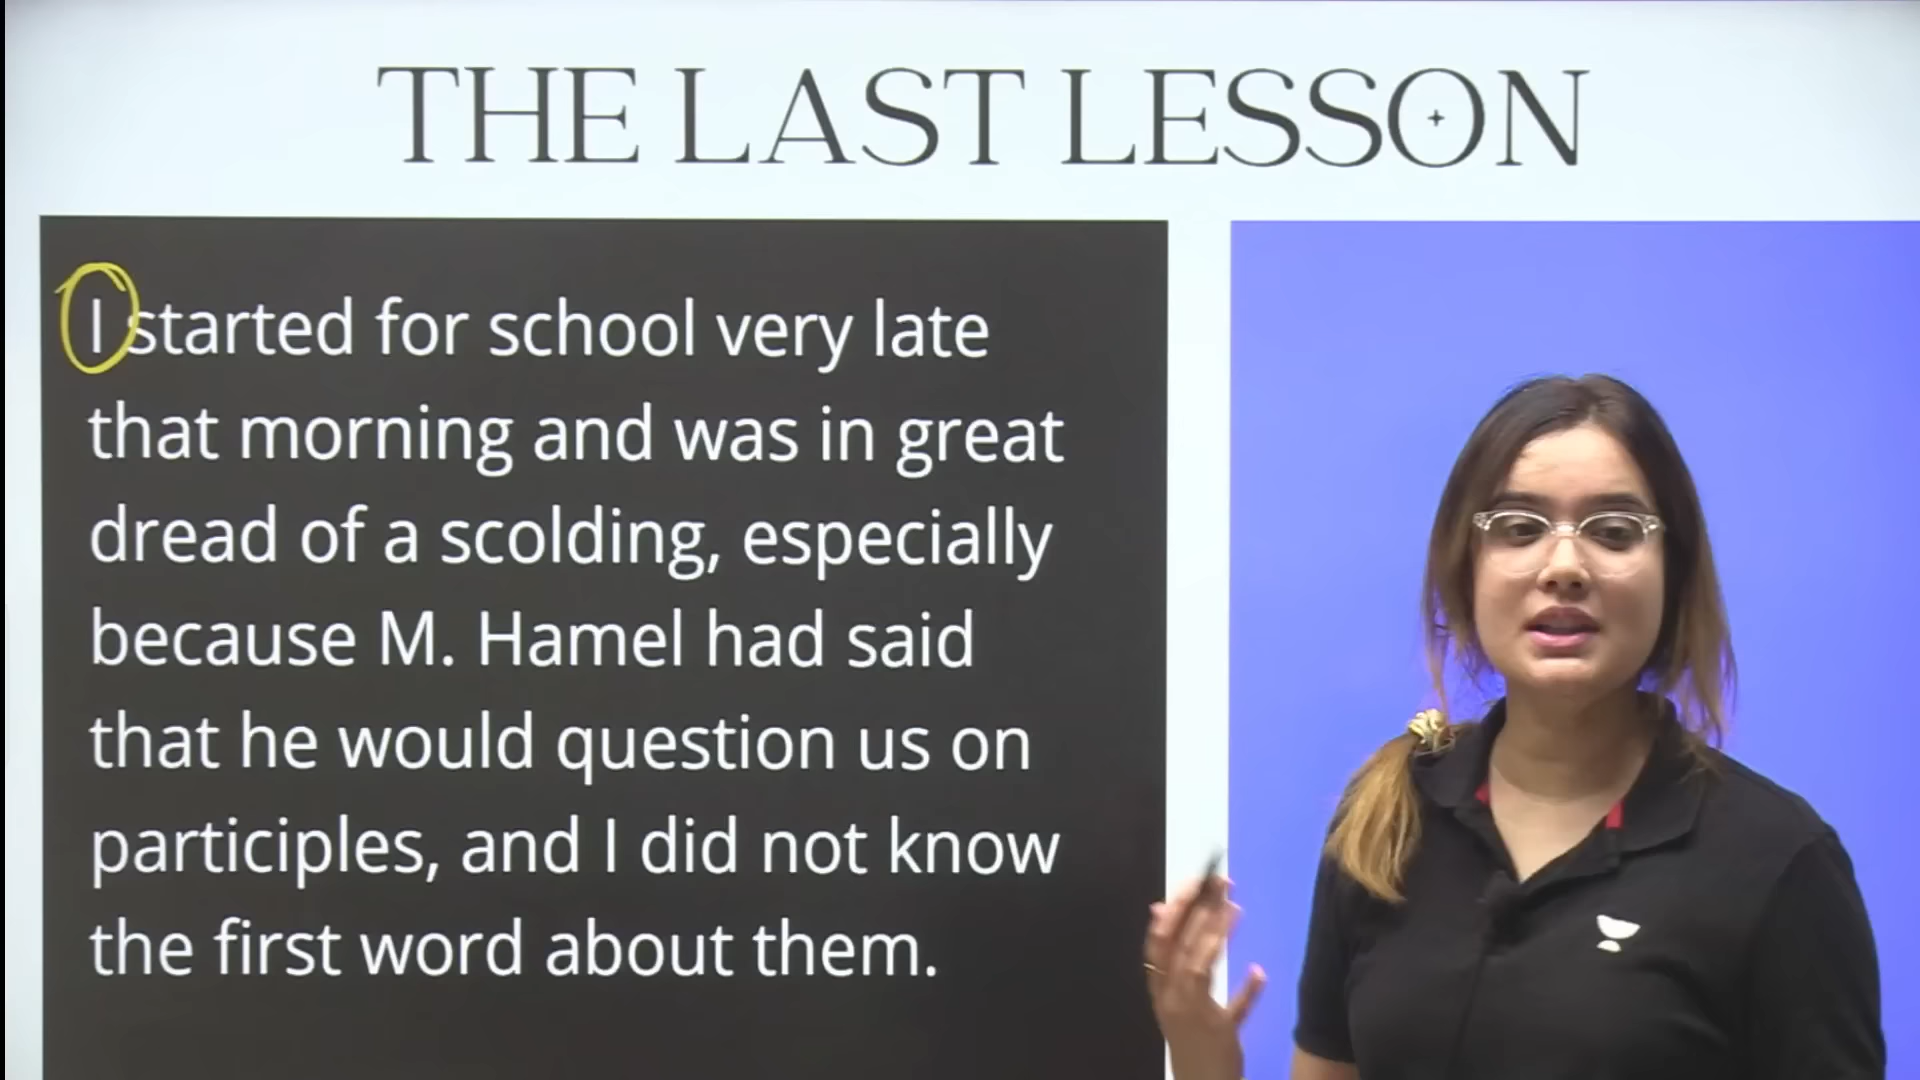 THE LAST LESSON
I started for school very late
that morning and was in great
dread of a scolding, especially
because M. Hamel had said
that he would question us on
participles, and I did not know
the first word about them.